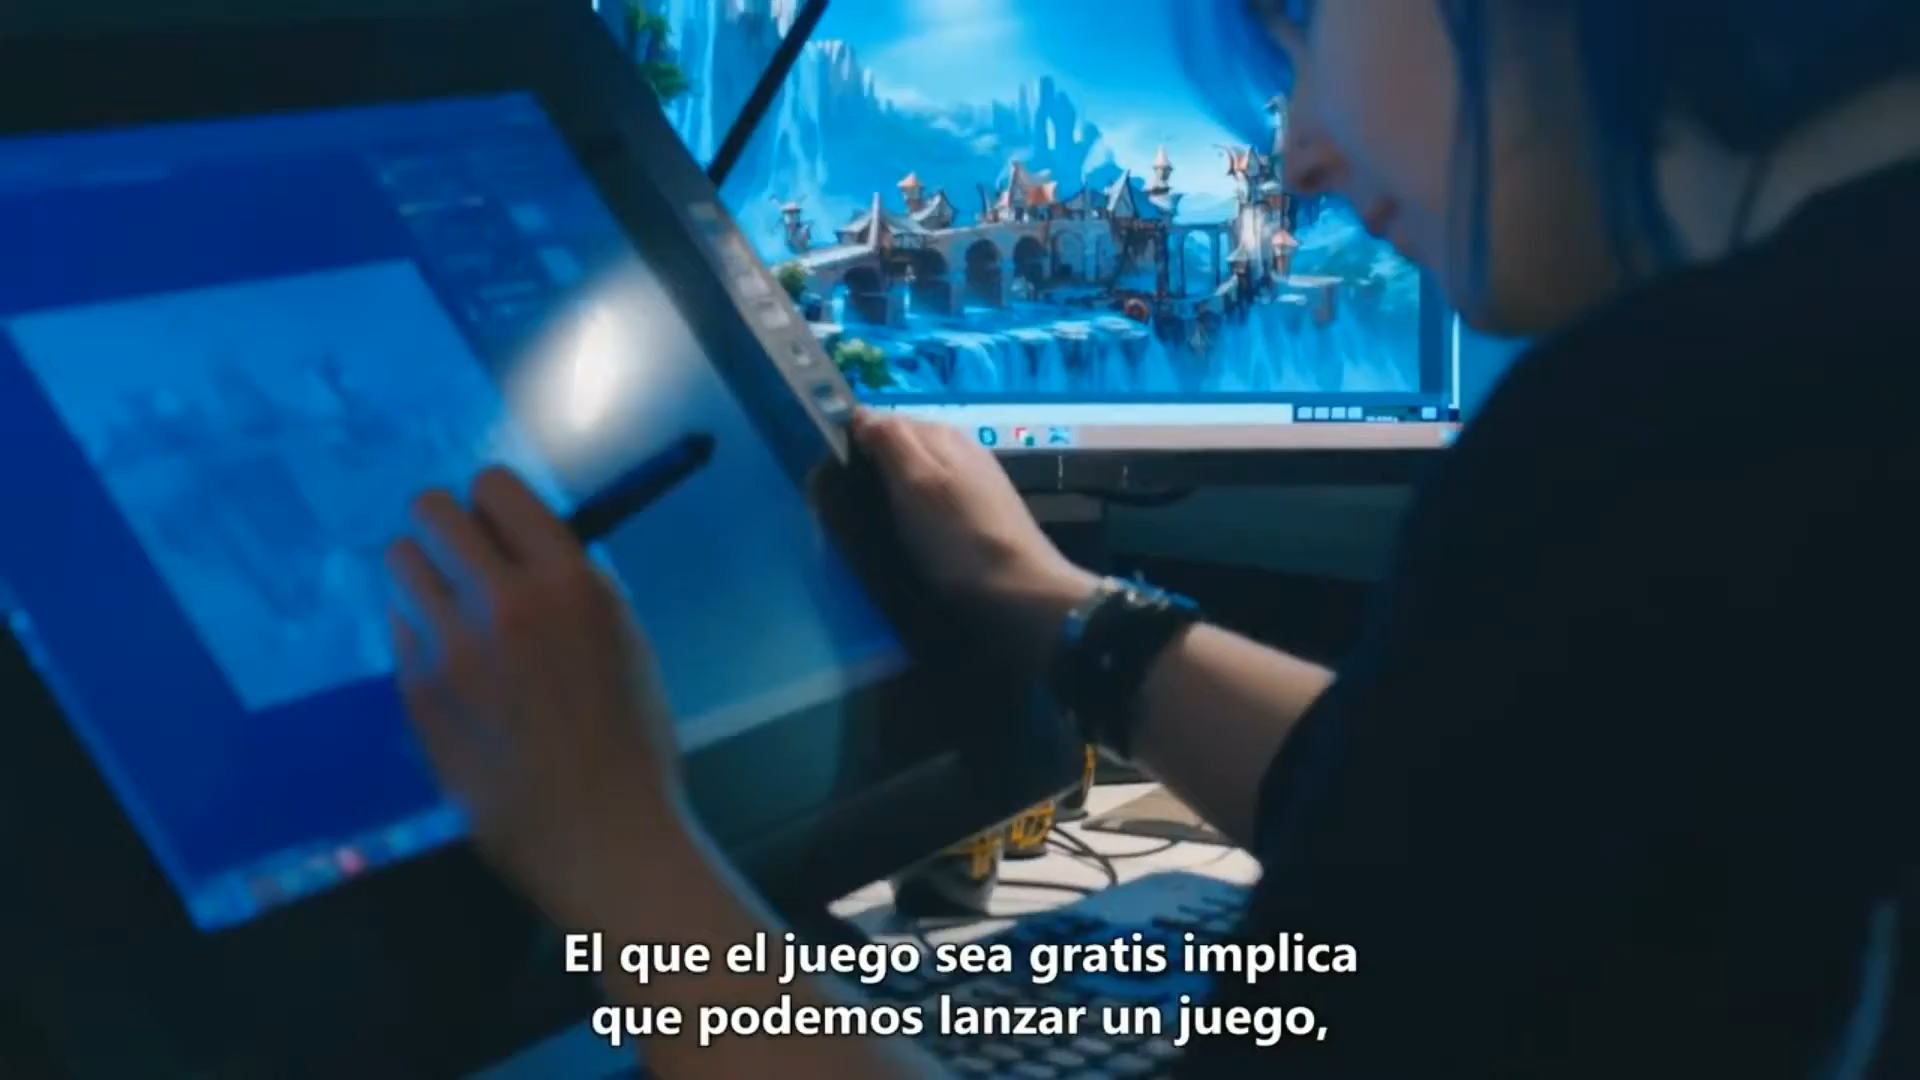 El que el juego sea gratis implica
que podemos lanzar un juego,